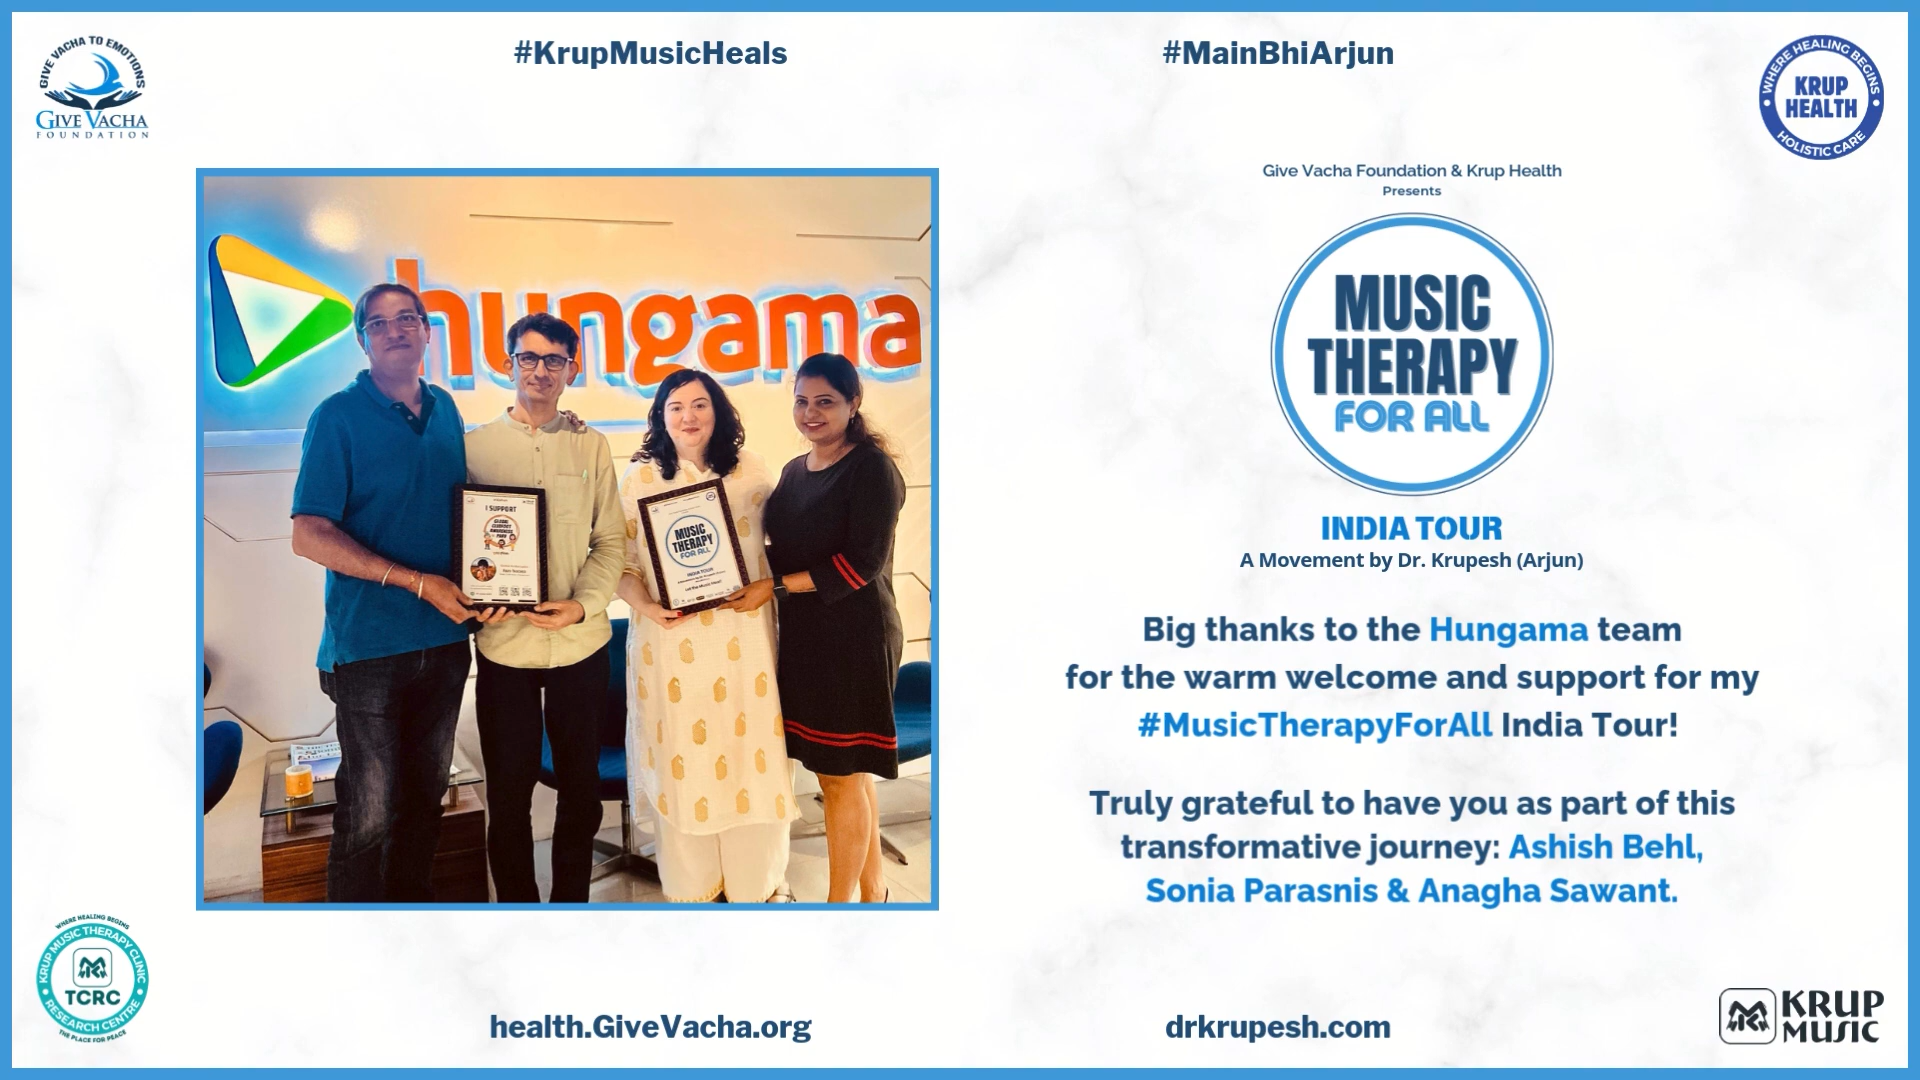 #KrupMusicHeals
#MainBhiArjun
GIVE VACHA TO EMOTIONS
GIVE VACHA
FOUNDATION
WHERE HEALING BEGINS
KRUP
HEALTH
HOLISTIC CARE
hungama
I SUPPORT
GLOBAL
CLUBFOOT
AWARENESS
MUSIC
THERAPY
FOR ALL
INDIA TOUR
Give Vacha Foundation & Krup Health
Presents
MUSIC
THERAPY
FOR ALL
INDIA TOUR
A Movement by Dr. Krupesh (Arjun)
Big thanks to the Hungama team
for the warm welcome and support for my
#MusicTherapyForAll India Tour!
Truly grateful to have you as part of this
transformative journey: Ashish Behl,
Sonia Parasnis & Anagha Sawant.
WHERE HEALING BEGINS
KRUP MUSIC THERAPY CLINIC
TCRC
RESEARCH CENTRE
THE PLACE FOR PEACE
health.GiveVacha.org
drkrupesh.com
KRUP
MUSIC